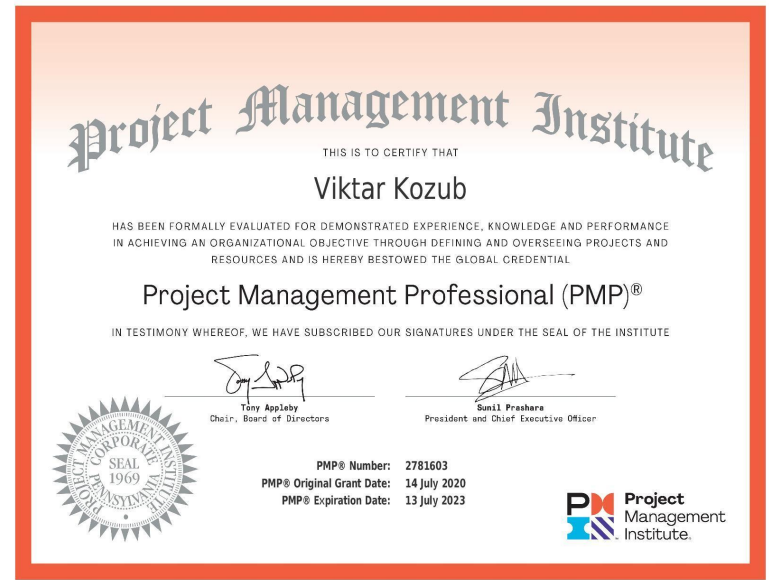 Project Management Institute
THIS IS TO CERTIFY THAT
Viktar Kozub
HAS BEEN FORMALLY EVALUATED FOR DEMONSTRATED EXPERIENCE, KNOWLEDGE AND PERFORMANCE
IN ACHIEVING AN ORGANIZATIONAL OBJECTIVE THROUGH DEFINING AND OVERSEEING PROJECTS AND
RESOURCES AND IS HEREBY BESTOWED THE GLOBAL CREDENTIAL
Project Management Professional (PMP)®
IN TESTIMONY WHEREOF, WE HAVE SUBSCRIBED OUR SIGNATURES UNDER THE SEAL OF THE INSTITUTE
Tony Appleby
Chair, Board of Directors
Sunil Prashara
President and Chief Executive Officer
PROJECT MANAGEMENT INSTITUTE
CORPORATE
SEAL
1969
PENNSYLVANIA
PMP® Number: 2781603
PMP® Original Grant Date: 14 July 2020
PMP® Expiration Date: 13 July 2023
PMI
Project
Management
Institute.